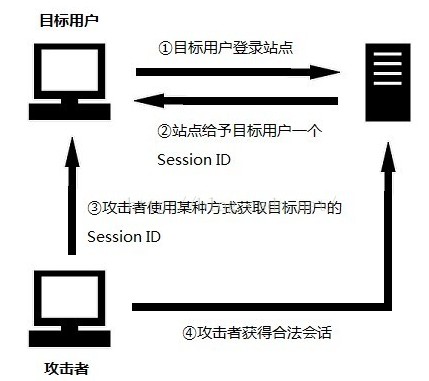 目标用户
①目标用户登录站点
②站点给予目标用户一个
Session ID
③攻击者使用某种方式获取目标用户的
Session ID
④攻击者获得合法会话
攻击者